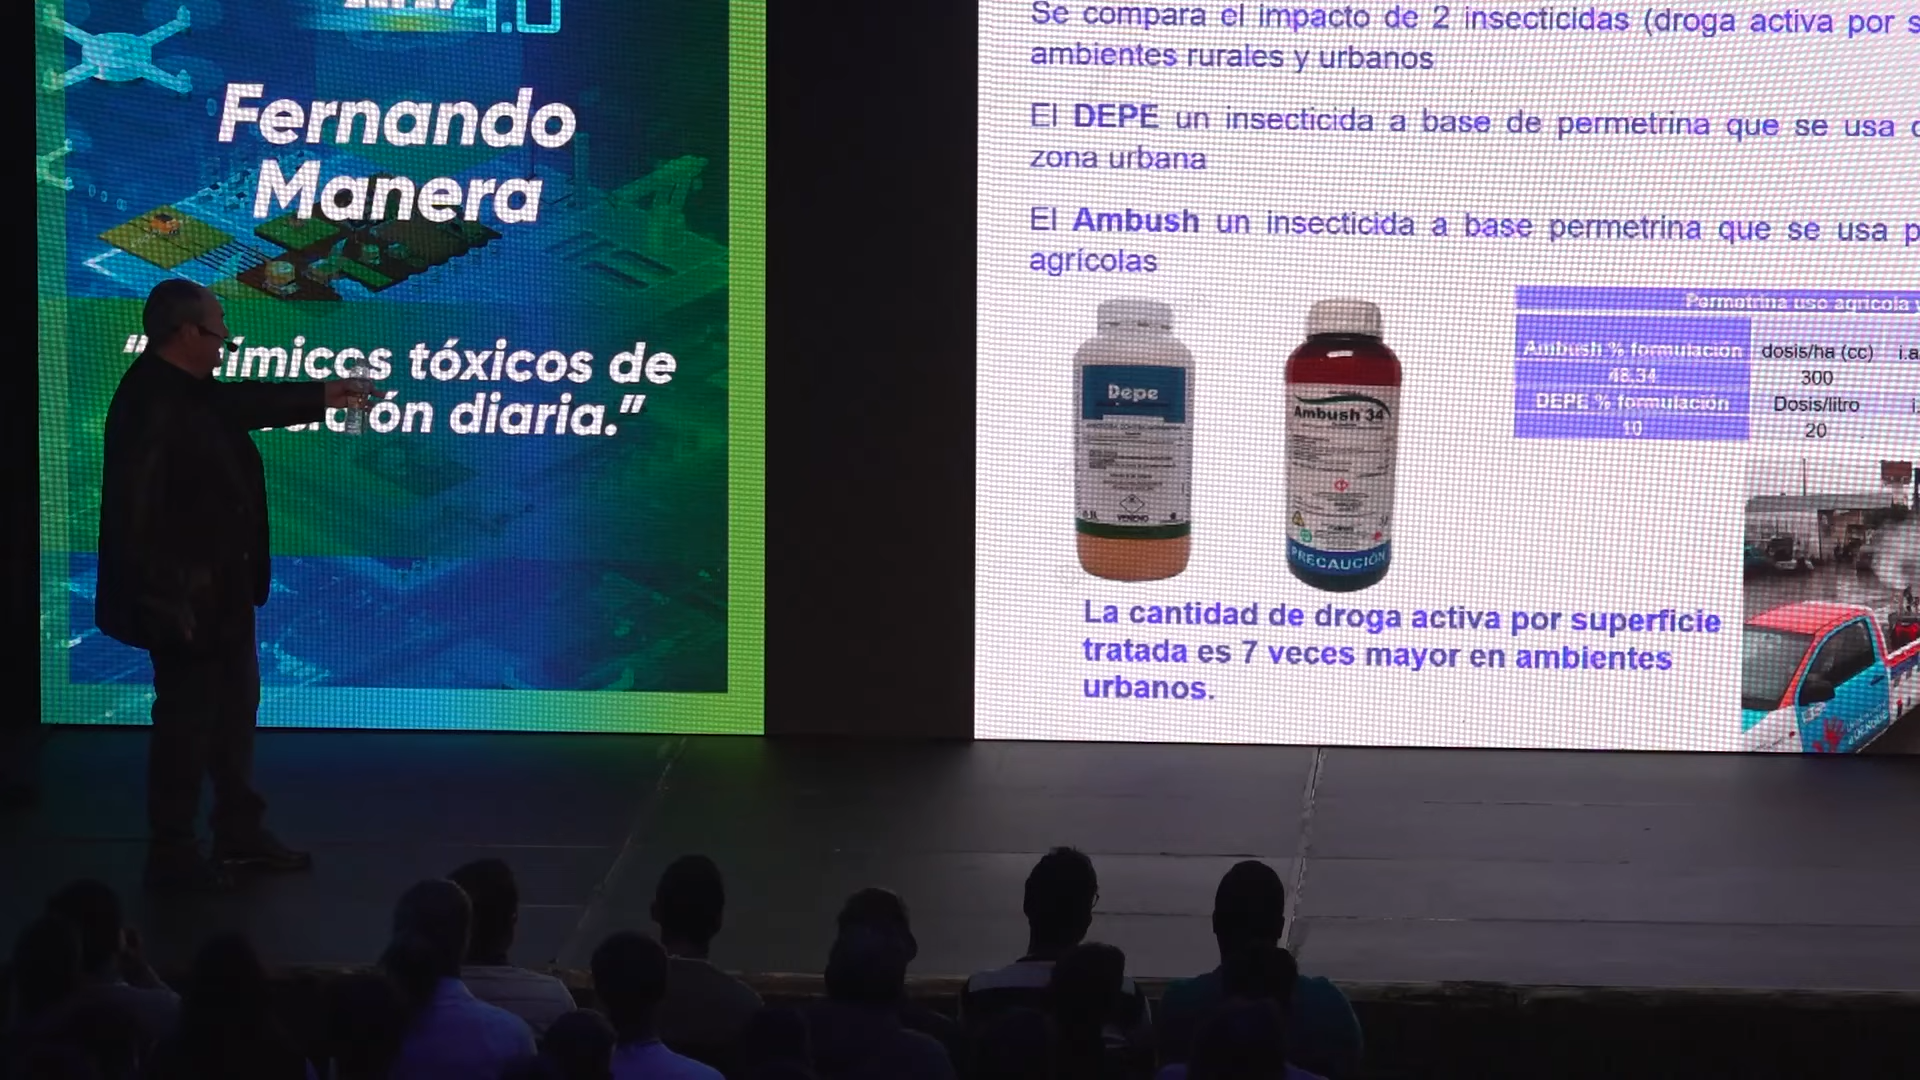 4.0
Fernando
Manera
tóxicos de
diaria.”
Se compara el impacto de 2 insecticidas (droga activa por
ambientes rurales y urbanos
El DEPE un insecticida a base de permetrina que se usa
zona urbana
El Ambush un insecticida a base permetrina que se usa
agrícolas
Depe
VENENO
Ambush 34
PRECAUCIÓN
Permetrina uso agrícola
Ambush % formulación dosis/ha (cc)
48,34 300
DEPE % formulación Dosis/litro
10 20
La cantidad de droga activa por superficie
tratada es 7 veces mayor en ambientes
urbanos.